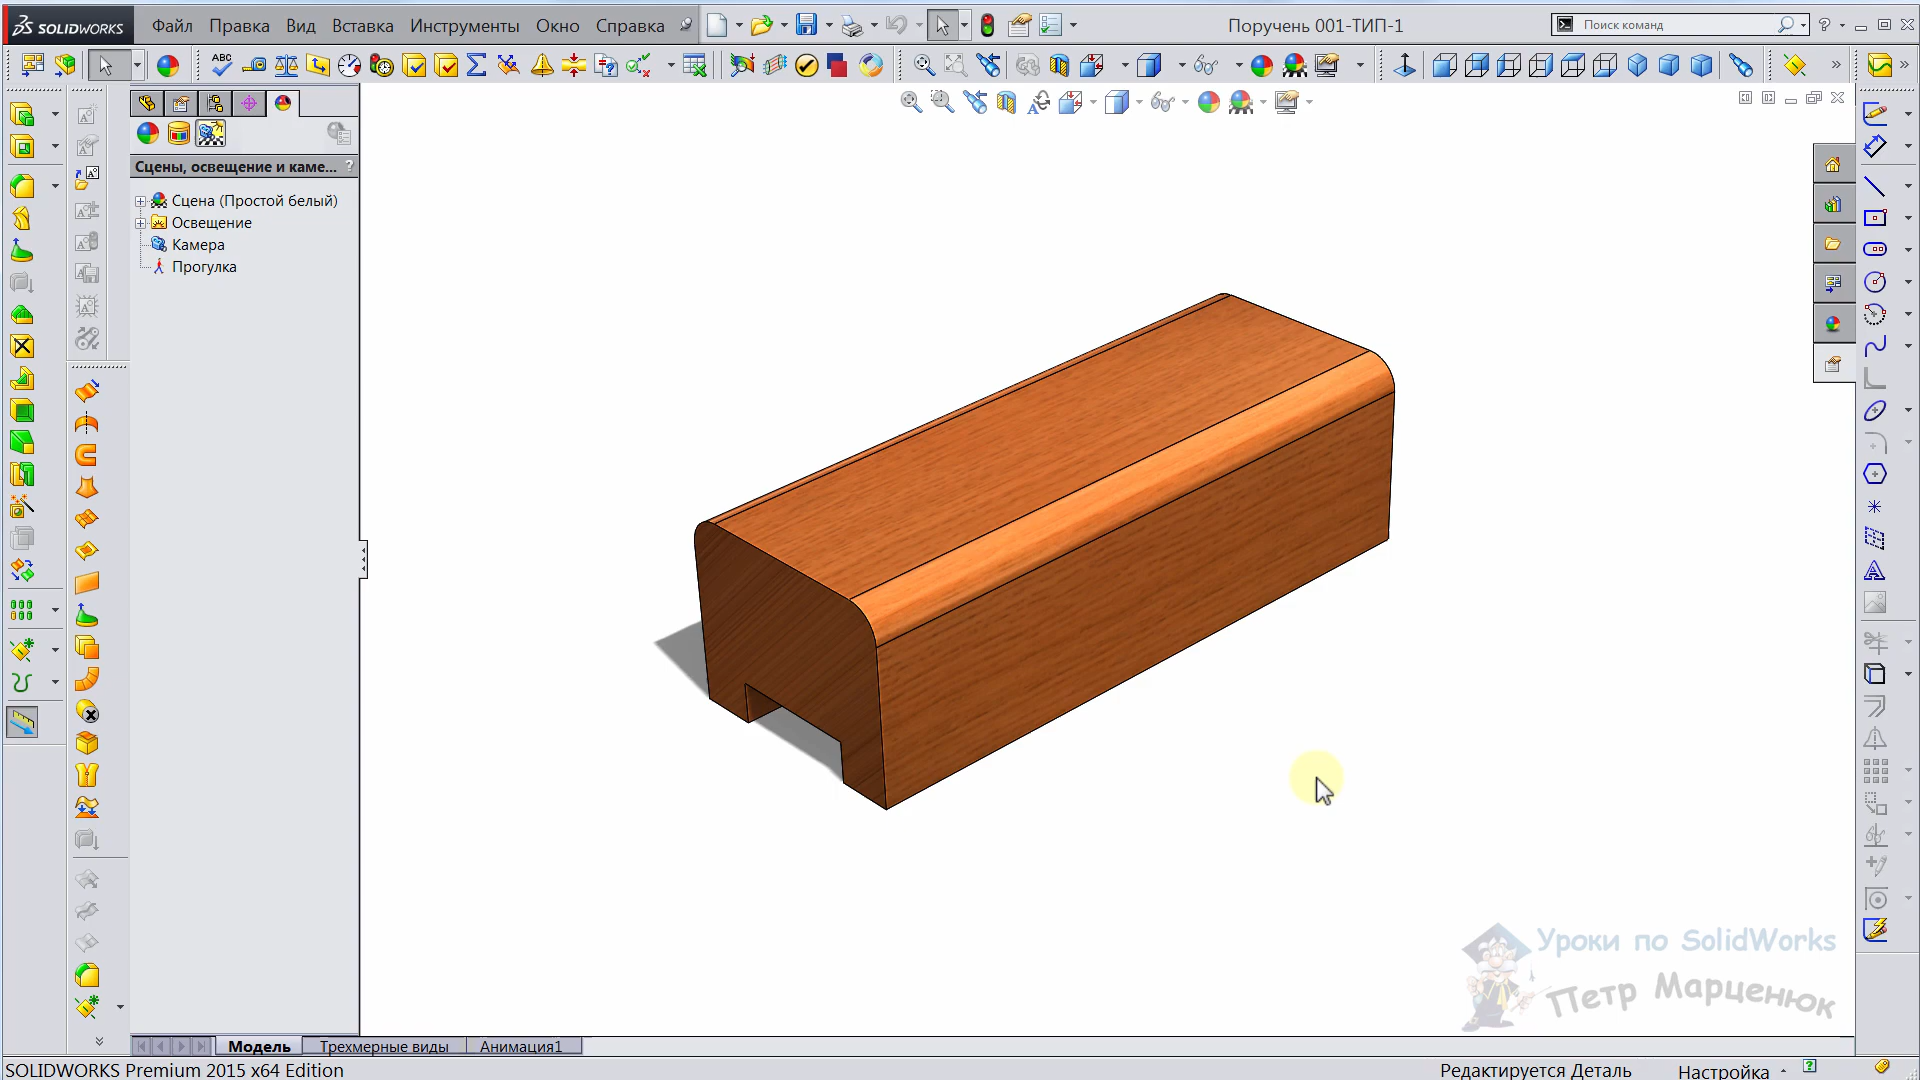 SOLIDWORKS
Файл Правка Вид Вставка Инструменты Окно Справка
Поручень 001-ТИП-1
Поиск команд
Сцены, освещение и каме...
Сцена (Простой белый)
Освещение
Камера
Прогулка
Уроки по SolidWorks
Петр Марценюк
Модель Трехмерные виды Анимация1
SOLIDWORKS Premium 2015 x64 Edition
Редактируется Деталь
Настройка